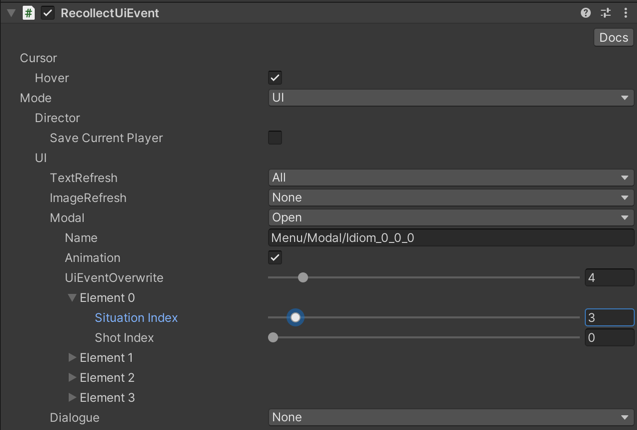 # RecollectUiEvent
Docs
Cursor
Hover
Mode UI
Director
Save Current Player
UI
TextRefresh All
ImageRefresh None
Modal Open
Name Menu/Modal/Idiom_0_0_0
Animation
UiEventOverwrite 4
Element 0
Situation Index 3
Shot Index 0
Element 1
Element 2
Element 3
Dialogue None